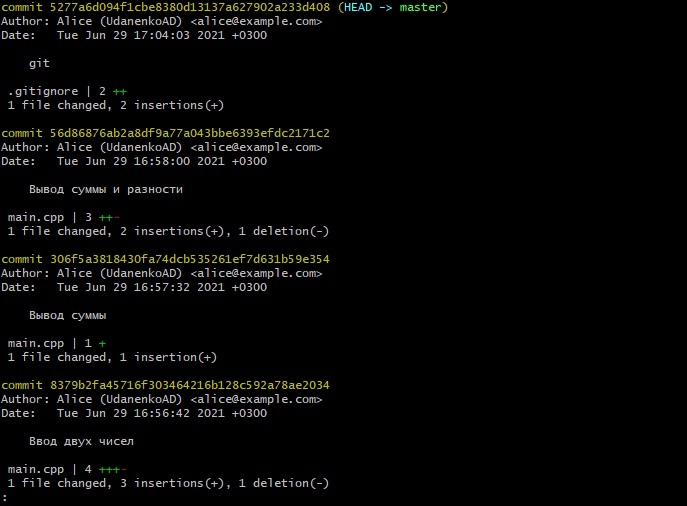 commit 5277a6d094f1cbe8380d13137a627902a233d408 (HEAD -> master)
Author: Alice (UdanenkoAD) <alice@example.com>
Date:   Tue Jun 29 17:04:03 2021 +0300
git
.gitignore | 2 ++
1 file changed, 2 insertions(+)
commit 56d86876ab2a8df9a77a043bbe6393efdc2171c2
Author: Alice (UdanenkoAD) <alice@example.com>
Date:   Tue Jun 29 16:58:00 2021 +0300
Вывод суммы и разности
main.cpp | 3 ++-
1 file changed, 2 insertions(+), 1 deletion(-)
commit 306f5a3818430fa74dcb535261ef7d631b59e354
Author: Alice (UdanenkoAD) <alice@example.com>
Date:   Tue Jun 29 16:57:32 2021 +0300
Вывод суммы
main.cpp | 1 +
1 file changed, 1 insertion(+)
commit 8379b2fa45716f303464216b128c592a78ae2034
Author: Alice (UdanenkoAD) <alice@example.com>
Date:   Tue Jun 29 16:56:42 2021 +0300
Ввод двух чисел
main.cpp | 4 +++-
1 file changed, 3 insertions(+), 1 deletion(-)
: